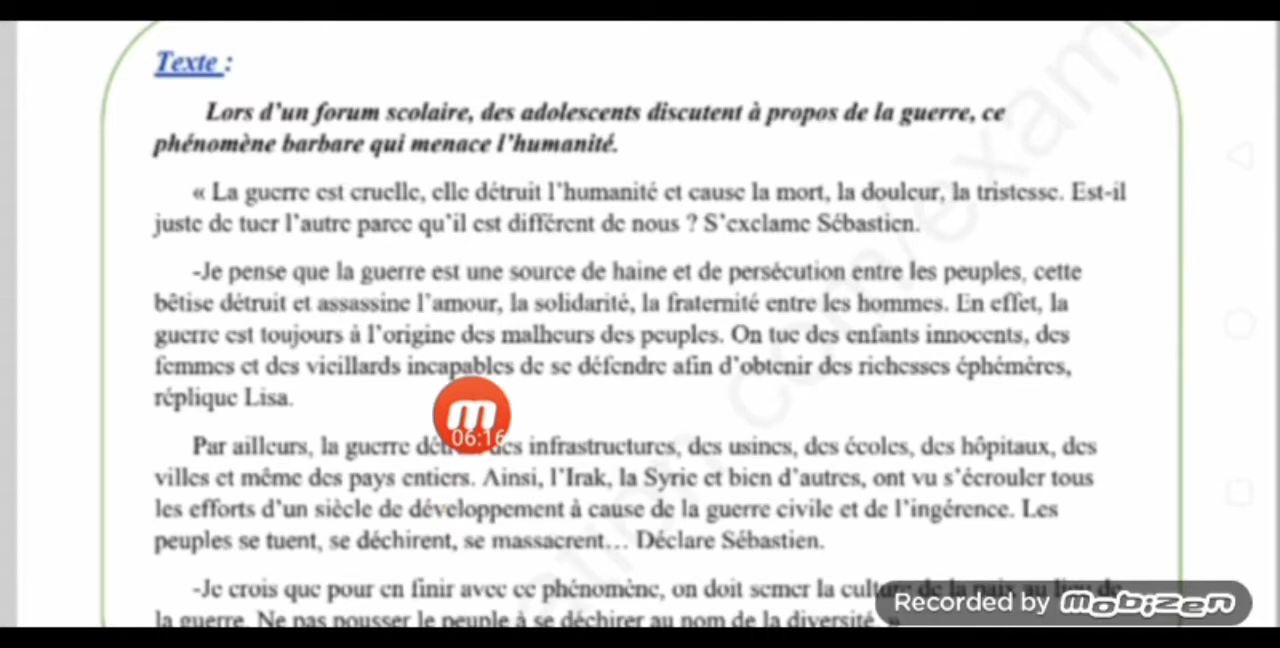 Texte :
Lors d'un forum scolaire, des adolescents discutent à propos de la guerre, ce
phénomène barbare qui menace l'humanité.
« La guerre est cruelle, elle détruit l'humanité et cause la mort, la douleur, la tristesse. Est-il
juste de tuer l'autre parce qu'il est différent de nous ? S'exclame Sébastien.
-Je pense que la guerre est une source de haine et de persécution entre les peuples, cette
bêtise détruit et assassine l'amour, la solidarité, la fraternité entre les hommes. En effet, la
guerre est toujours à l'origine des malheurs des peuples. On tue des enfants innocents, des
femmes et des vieillards incapables de se défendre afin d'obtenir des richesses éphémères,
réplique Lisa.
06:16
Par ailleurs, la guerre des infrastructures, des usines, des écoles, des hôpitaux, des
villes et même des pays entiers. Ainsi, l'Irak, la Syrie et bien d'autres, ont vu s'écrouler tous
les efforts d'un siècle de développement à cause de la guerre civile et de l'ingérence. Les
peuples se tuent, se déchirent, se massacrent… Déclare Sébastien.
-Je crois que pour en finir avec ce phénomène, on doit semer la culture de la paix au lieu de
la guerre. Ne pas pousser le peuple à se déchirer au nom de la diversité »
Recorded by mobizen